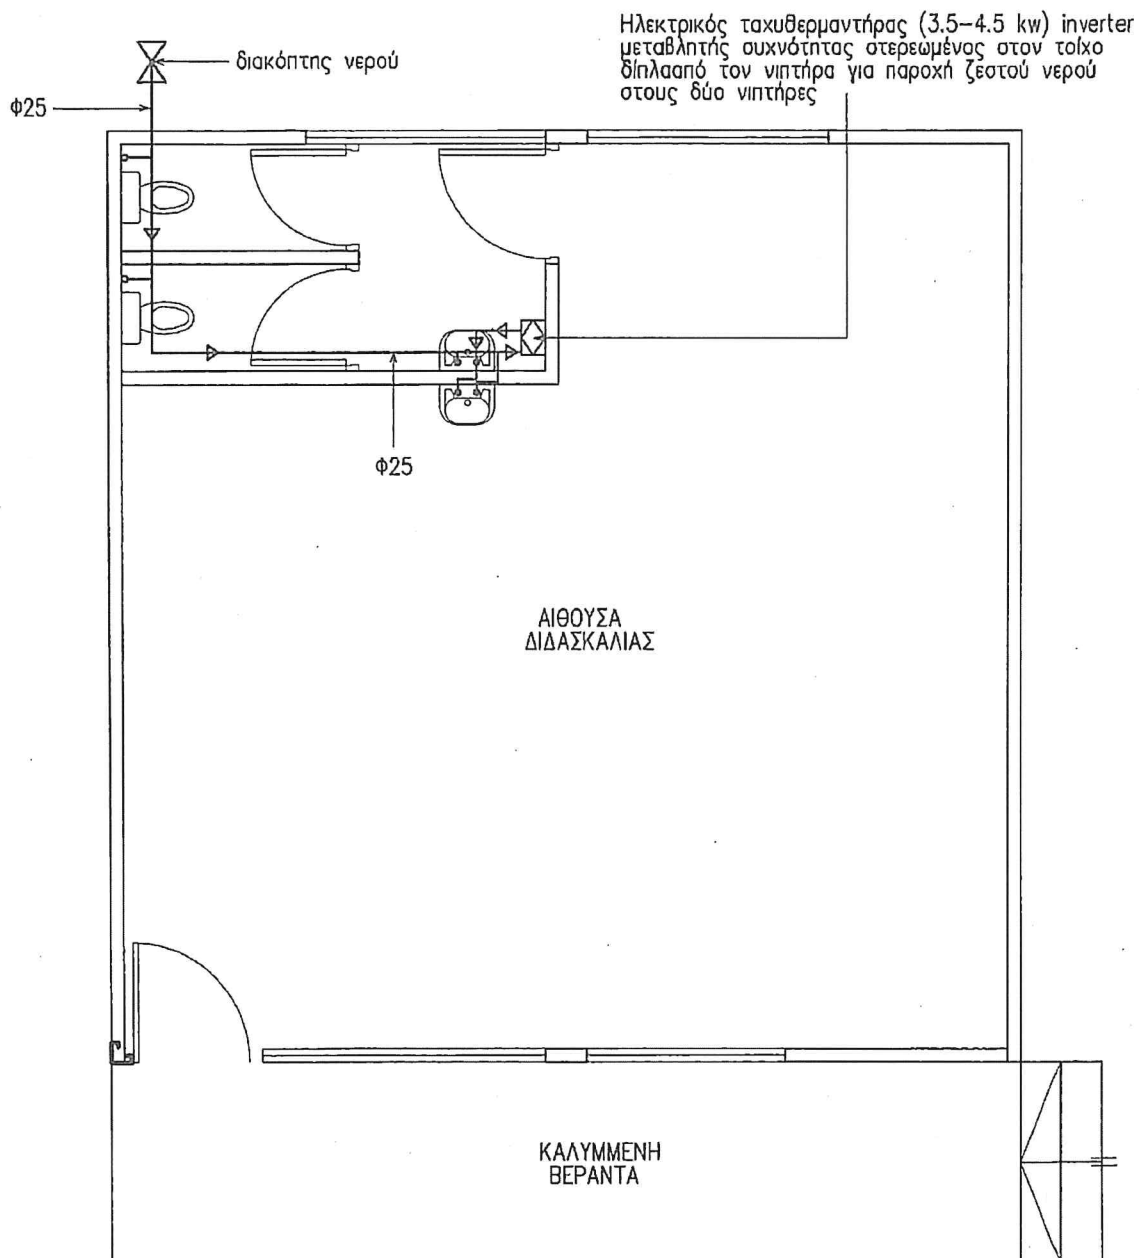 Ηλεκτρικός ταχυθερμαντήρας (3.5-4.5 kw) inverter
μεταβλητής συχνότητας στερεωμένος στον τοίχο
δίπλααπό τον νιπτήρα για παροχή ζεστού νερού
στους δύο νιπτήρες
διακόπτης νερού
Φ25
Φ25
ΑΙΘΟΥΣΑ
ΔΙΔΑΣΚΑΛΙΑΣ
ΚΑΛΥΜΜΕΝΗ
ΒΕΡΑΝΤΑ